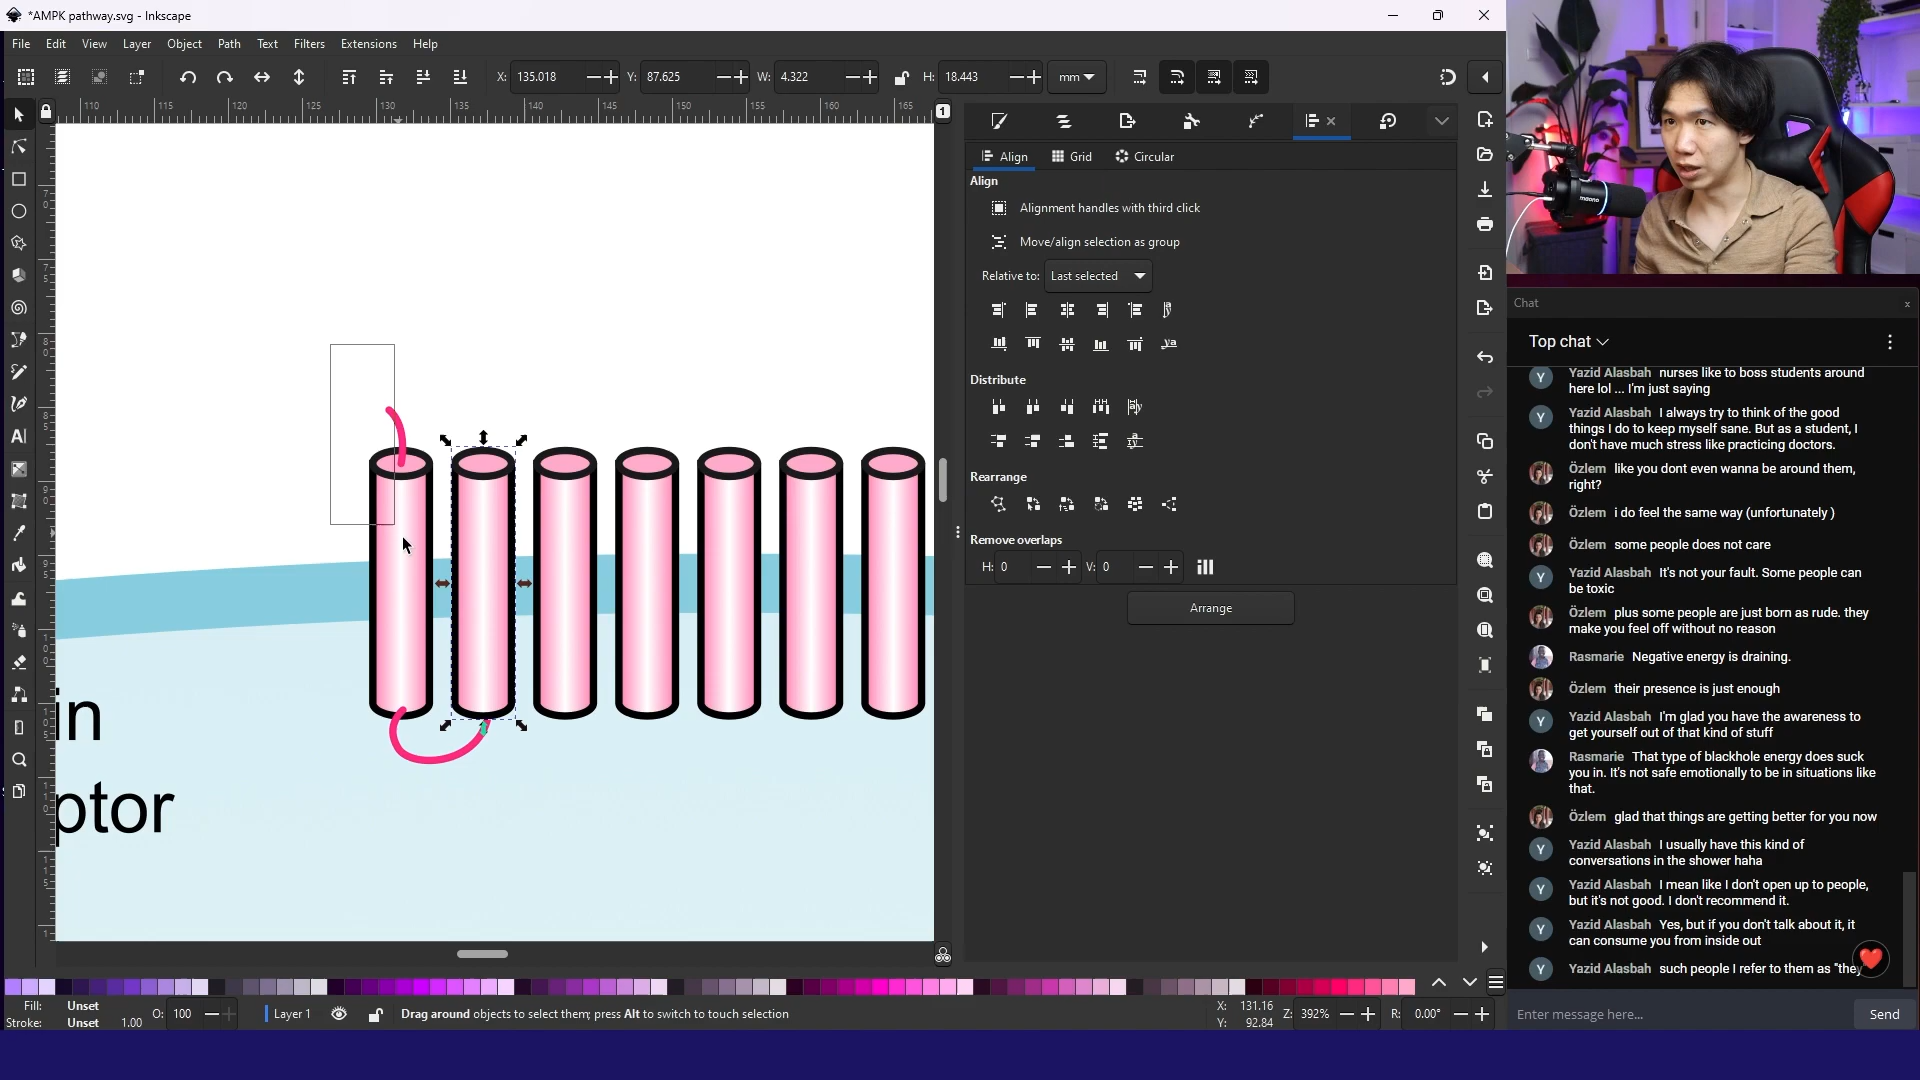 *AMPK pathway.svg - Inkscape
File Edit View Layer Object Path Text Filters Extensions Help
X: 135.018 Y: 87.625 W: 4.322 H: 18.443 mm
110 115 120 125 130 135 140 145 150 155 160 165
1
Align Grid Circular
Align
Alignment handles with third click
Move/align selection as group
Relative to: Last selected
Distribute
Rearrange
Remove overlaps
H: 0 V: 0
Arrange
in
ptor
Fill: Unset
Stroke: Unset 1.00
O: 100
Layer 1
Drag around objects to select them; press Alt to switch to touch selection
X: 131.16
Y: 92.84
Z: 392%
R: 0.00°
maono
Chat
x
Top chat
Yazid Alasbah nurses like to boss students around
here lol ... I'm just saying
Yazid Alasbah I always try to think of the good
things I do to keep myself sane. But as a student, I
don't have much stress like practicing doctors.
Özlem like you dont even wanna be around them,
right?
Özlem i do feel the same way (unfortunately )
Özlem some people does not care
Yazid Alasbah It's not your fault. Some people can
be toxic
Özlem plus some people are just born as rude. they
make you feel off without no reason
Rasmarie Negative energy is draining.
Özlem their presence is just enough
Yazid Alasbah I'm glad you have the awareness to
get yourself out of that kind of stuff
Rasmarie That type of blackhole energy does suck
you in. It's not safe emotionally to be in situations like
that.
Özlem glad that things are getting better for you now
Yazid Alasbah I usually have this kind of
conversations in the shower haha
Yazid Alasbah I mean like I don't open up to people,
but it's not good. I don't recommend it.
Yazid Alasbah Yes, but if you don't talk about it, it
can consume you from inside out
Yazid Alasbah such people I refer to them as "they
Enter message here...
Send